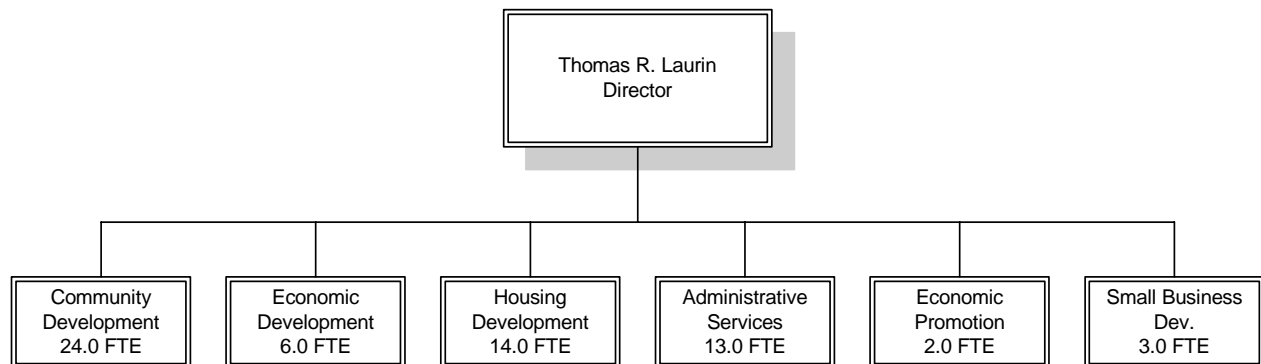 Thomas R. Laurin
Director
Community
Development
24.0 FTE
Economic
Development
6.0 FTE
Housing
Development
14.0 FTE
Administrative
Services
13.0 FTE
Economic
Promotion
2.0 FTE
Small Business
Dev.
3.0 FTE